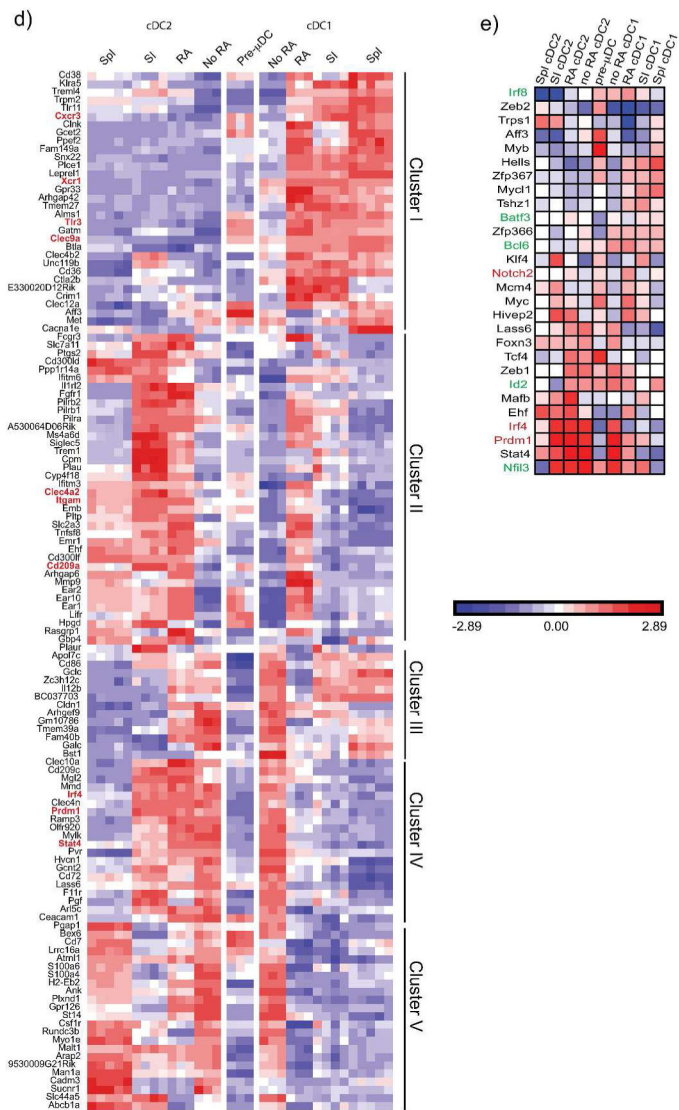 d)
cDC2
cDC1
Spl
SI
RA
No RA
Pre-µDC
No RA
RA
SI
Spl
Cd38
Klra5
Treml4
Trpm2
Tlr11
Cxcr3
Clnk
Gcet2
Ppef2
Fam149a
Snx22
Plce1
Leprel1
Xcr1
Gpr33
Arhgap42
Tmem27
Alms1
Tlr3
Gatm
Clec9a
Btla
Clec4b2
Unc119b
Cd36
Ctla2b
E330020D12Rik
Crim1
Clec12a
Aff3
Met
Cacna1e
Fcgr3
Slc7a11
Ptgs2
Cd300ld
Ppp1r14a
Ifitm6
Il1rl2
Fgfr1
Pilrb2
Pilrb1
Pilra
A530064D06Rik
Ms4a6d
Siglec5
Trem1
Cpm
Plau
Cyp4f18
Ifitm3
Clec4a2
Itgam
Emb
Pltp
Slc2a3
Tnfsf8
Emr1
Ehf
Cd300lf
Cd209a
Arhgap6
Mmp9
Ear2
Ear10
Ear1
Lifr
Hpgd
Rasgrp1
Gbp4
Plaur
Apol7c
Cd86
Gclc
Zc3h12c
Il12b
BC037703
Cldn1
Arhgef9
Gm10786
Tmem39a
Fam40b
Galc
Bst1
Clec10a
Cd209c
Mgl2
Mmd
Irf4
Clec4n
Prdm1
Ramp3
Olfr920
Mylk
Stat4
Pvr
Hvcn1
Gcnt2
Cd72
Lass6
F11r
Pgf
Arl5c
Ceacam1
Pgap1
Bex6
Cd7
Lrrc16a
Atrnl1
S100a6
S100a4
H2-Eb2
Ank
Plxnd1
Gpr126
St14
Csf1r
Rundc3b
Myo1e
Malt1
Arap2
9530009G21Rik
Man1a
Cadm3
Sucnr1
Slc44a5
Abcb1a
Cluster I
Cluster II
Cluster III
Cluster IV
Cluster V
e)
Spl cDC2
SI cDC2
RA cDC2
no RA cDC2
pre-µDC
no RA cDC1
RA cDC1
SI cDC1
Spl cDC1
Irf8
Zeb2
Trps1
Aff3
Myb
Hells
Zfp367
Mycl1
Tshz1
Batf3
Zfp366
Bcl6
Klf4
Notch2
Mcm4
Myc
Hivep2
Lass6
Foxn3
Tcf4
Zeb1
Id2
Mafb
Ehf
Irf4
Prdm1
Stat4
Nfil3
-2.89
0.00
2.89